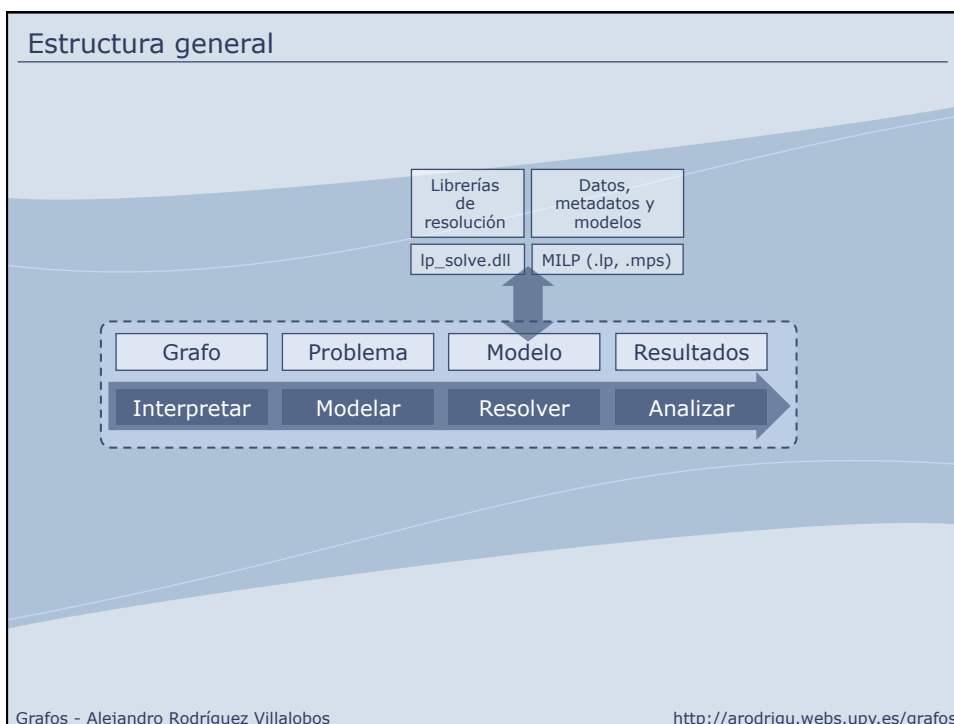 Estructura general
Librerías
de
resolución
Datos,
metadatos y
modelos
lp_solve.dll
MILP (.lp, .mps)
Grafo
Problema
Modelo
Resultados
Interpretar
Modelar
Resolver
Analizar
Grafos - Alejandro Rodríguez Villalobos
http://arodrigu.webs.upv.es/grafos